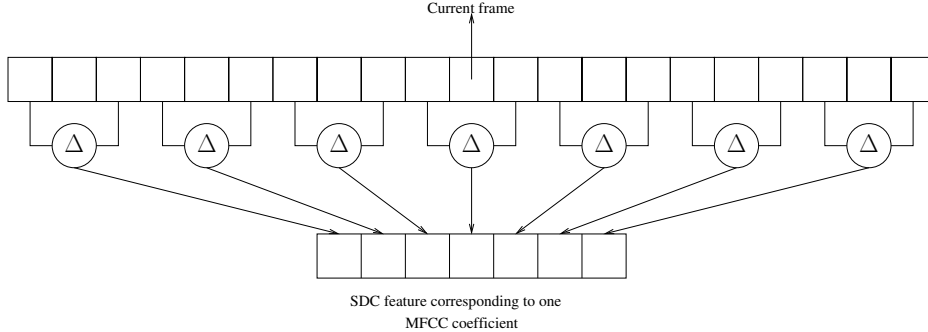 Current frame
Δ Δ Δ Δ Δ Δ Δ
SDC feature corresponding to one
MFCC coefficient